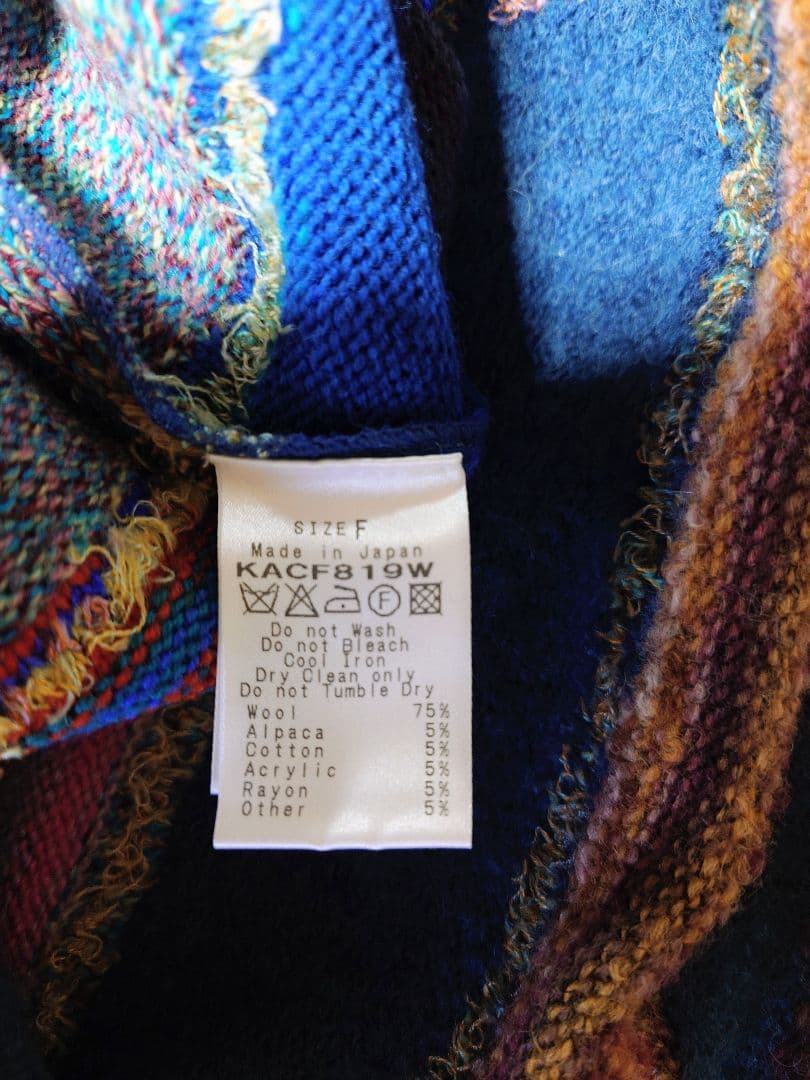 SIZE F
Made in Japan
KACF819W
F
Do not Wash
Do not Bleach
Cool Iron
Dry Clean only
Do not Tumble Dry
Wool 75%
Alpaca 5%
Cotton 5%
Acrylic 5%
Rayon 5%
Other 5%